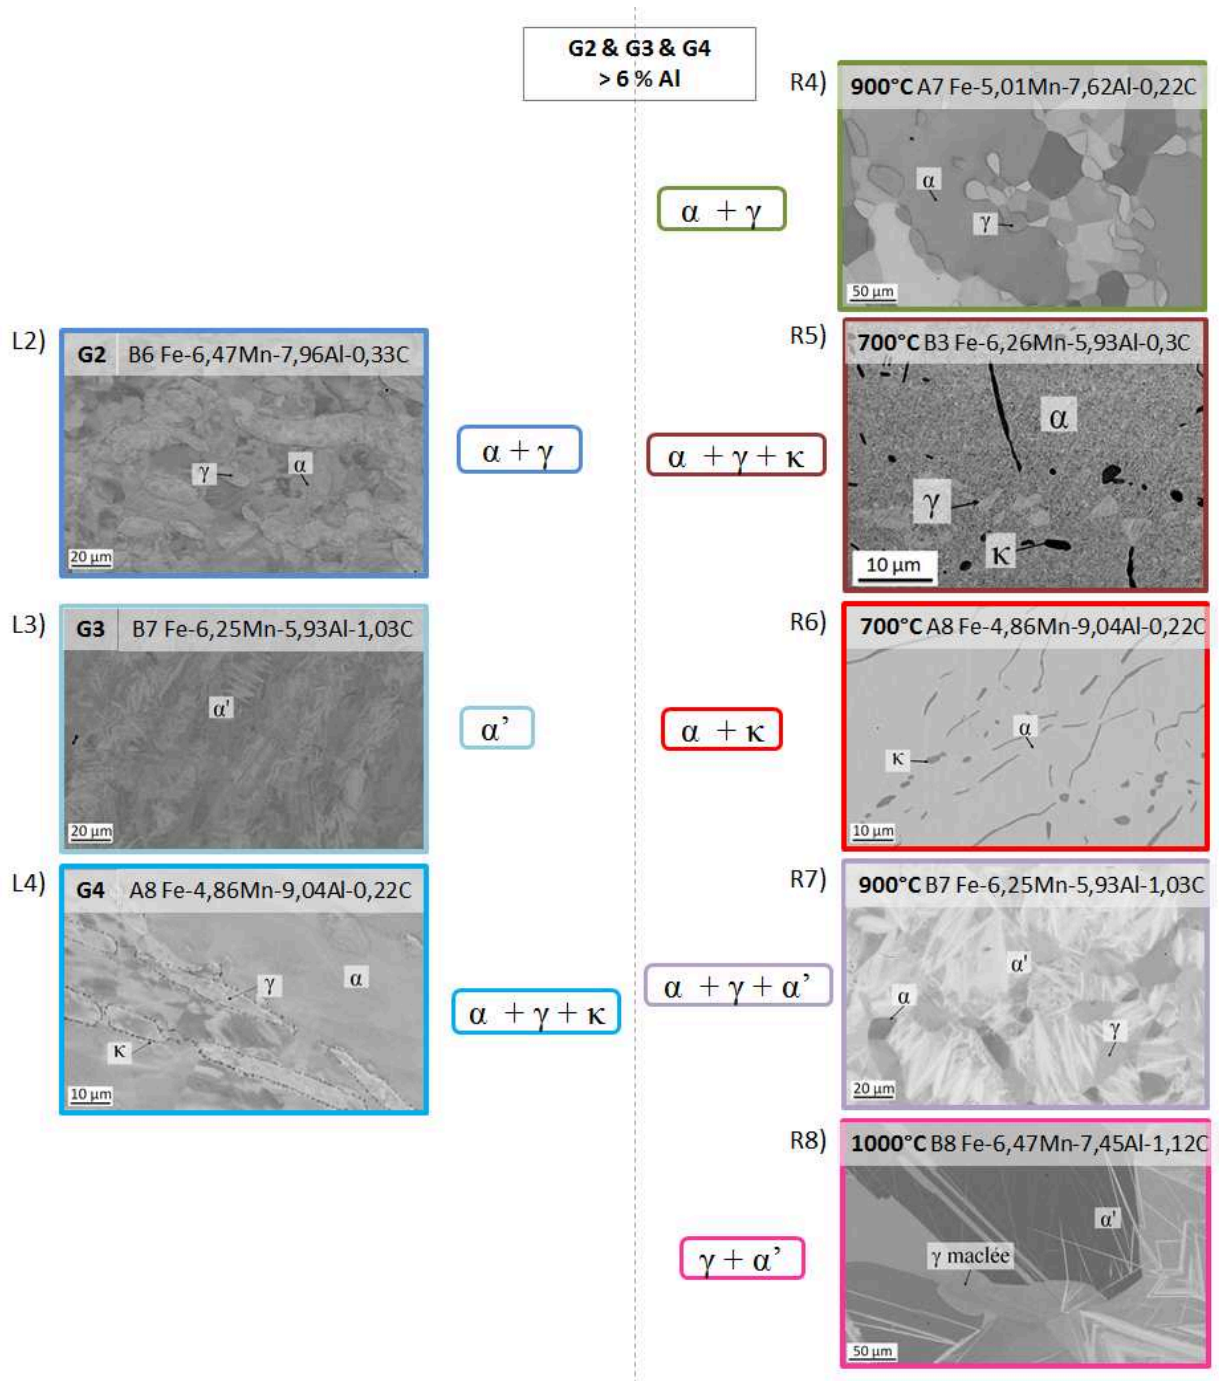 G2 & G3 & G4
> 6 % Al
R4)
900°C A7 Fe-5,01Mn-7,62Al-0,22C
α
γ
50 µm
α + γ
L2)
G2 B6 Fe-6,47Mn-7,96Al-0,33C
γ
α
20 µm
α + γ
R5)
700°C B3 Fe-6,26Mn-5,93Al-0,3C
α
γ
κ
10 µm
α + γ + κ
L3)
G3 B7 Fe-6,25Mn-5,93Al-1,03C
α'
20 µm
α’
R6)
700°C A8 Fe-4,86Mn-9,04Al-0,22C
α
κ
10 µm
α + κ
L4)
G4 A8 Fe-4,86Mn-9,04Al-0,22C
γ
α
κ
10 µm
α + γ + κ
R7)
900°C B7 Fe-6,25Mn-5,93Al-1,03C
α'
α
γ
20 µm
α + γ + α’
R8)
1000°C B8 Fe-6,47Mn-7,45Al-1,12C
α'
γ maclée
50 µm
γ + α’